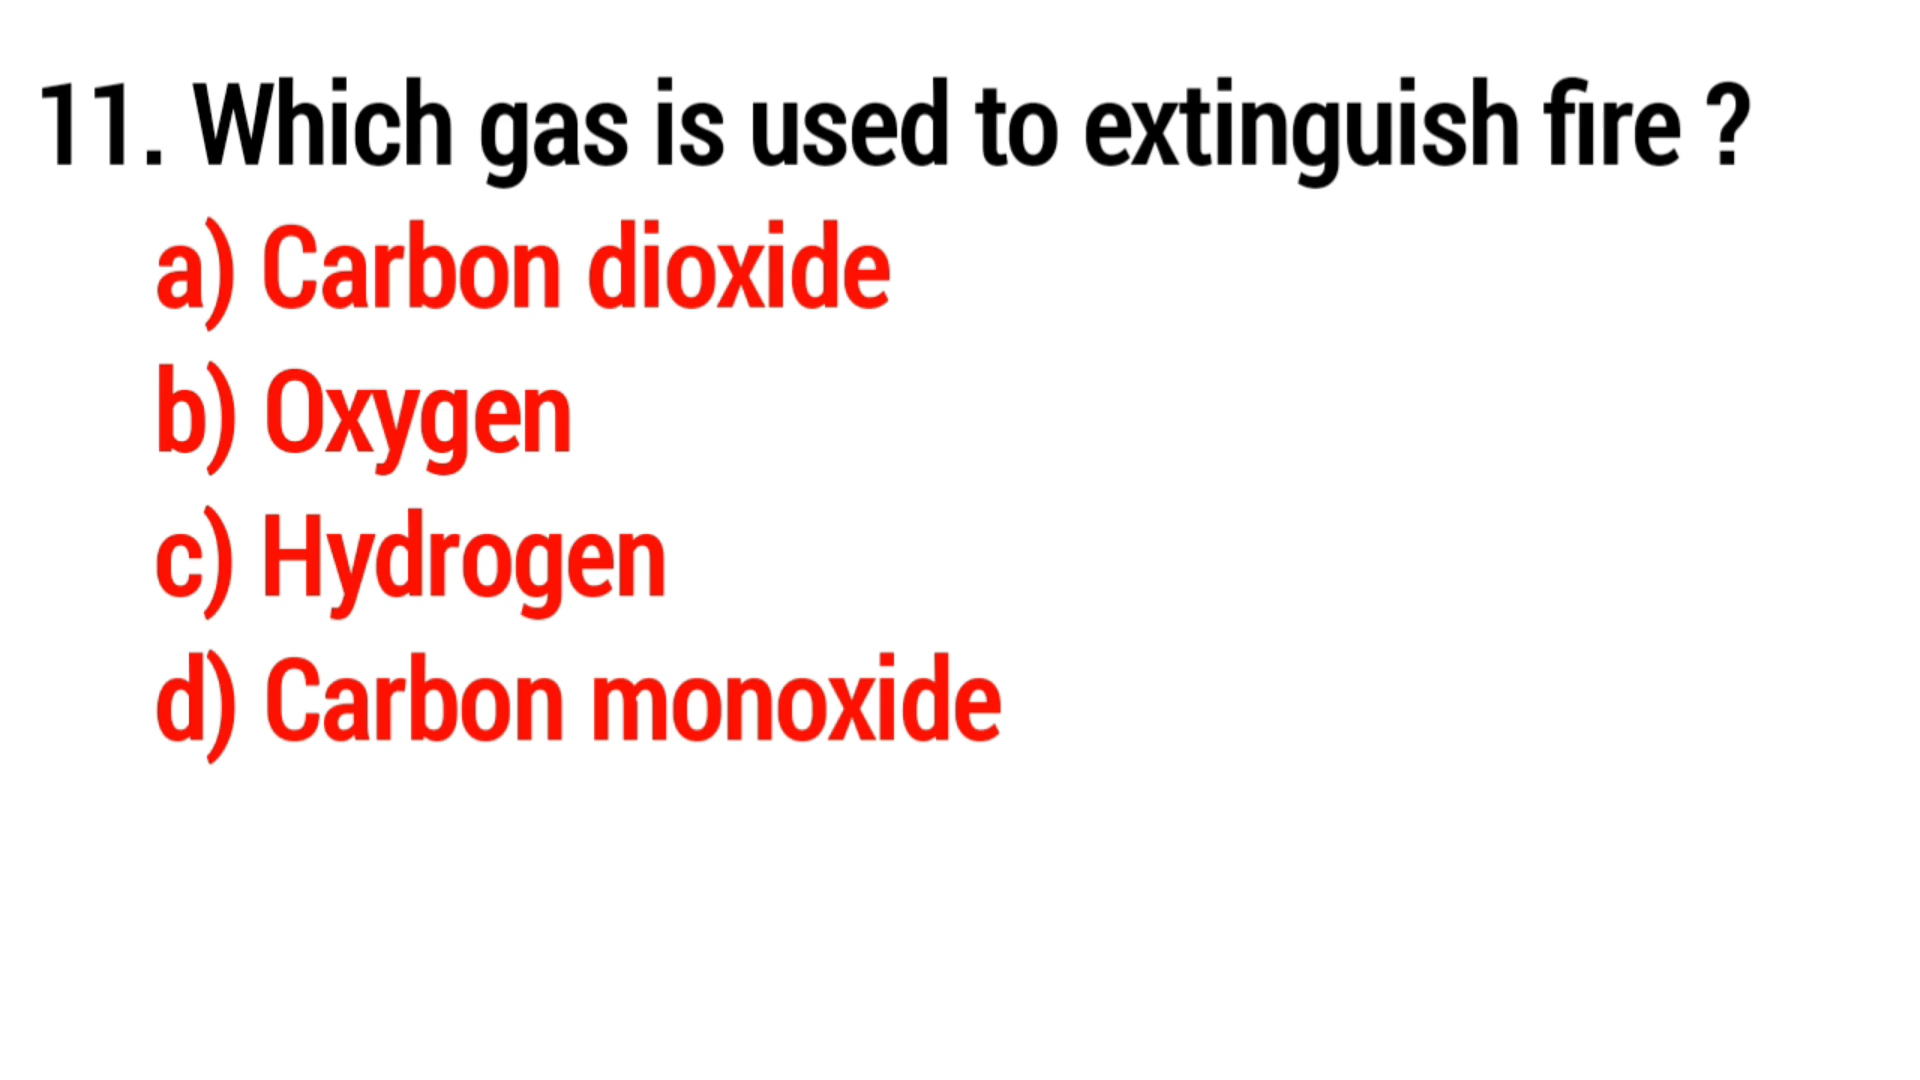 11. Which gas is used to extinguish fire ?
a) Carbon dioxide
b) Oxygen
c) Hydrogen
d) Carbon monoxide